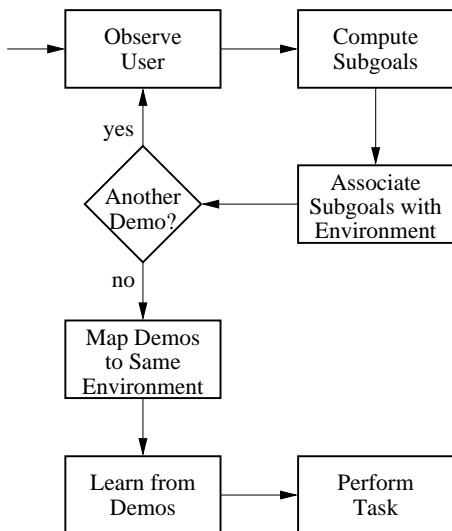 Observe
User
Compute
Subgoals
yes
Another
Demo?
Associate
Subgoals with
Environment
no
Map Demos
to Same
Environment
Learn from
Demos
Perform
Task